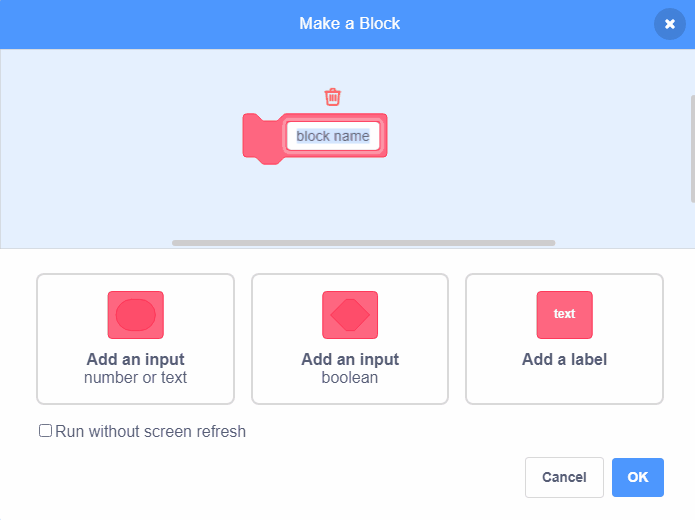 Make a Block
block name
text
Add an input
number or text
Add an input
boolean
Add a label
Run without screen refresh
Cancel
OK